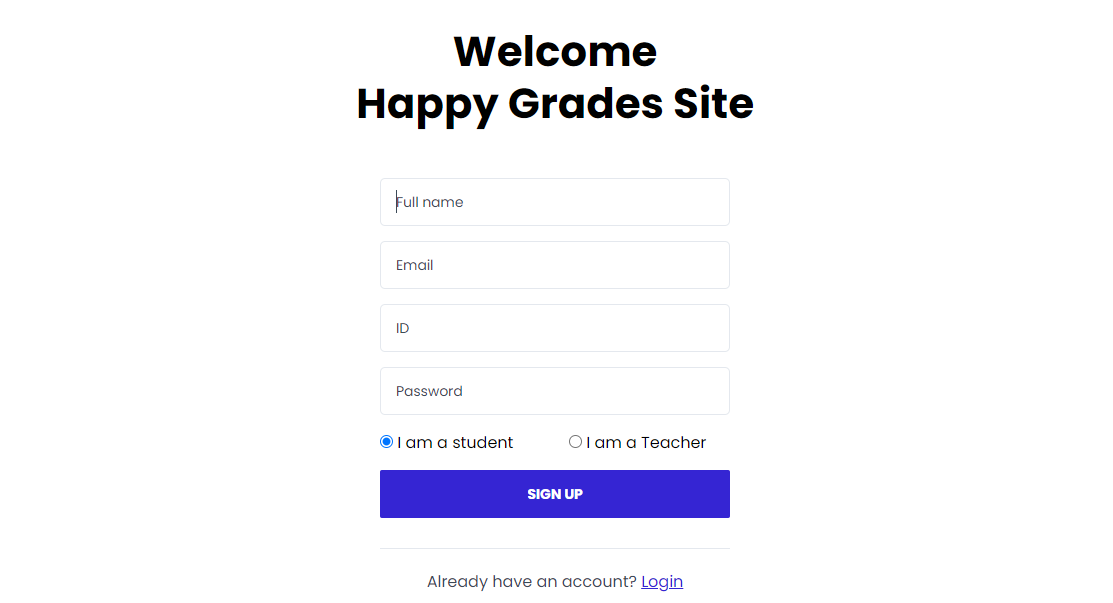 Welcome
Happy Grades Site
Full name
Email
ID
Password
I am a student I am a Teacher
SIGN UP
Already have an account? Login